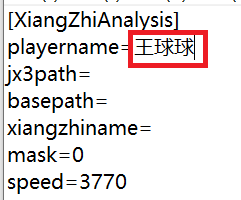 [XiangZhiAnalysis]
playername=王球球
jx3path=
basepath=
xiangzhiname=
mask=0
speed=3770